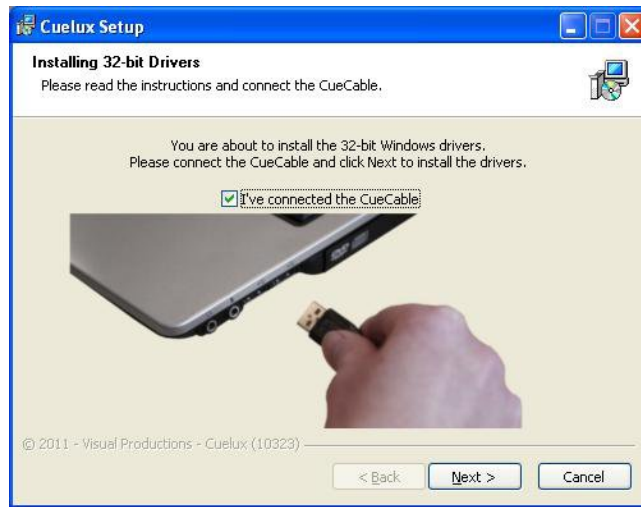 Cuelux Setup
Installing 32-bit Drivers
Please read the instructions and connect the CueCable.
You are about to install the 32-bit Windows drivers.
Please connect the CueCable and click Next to install the drivers.
I've connected the CueCable
© 2011 - Visual Productions - Cuelux (10323)
< Back
Next >
Cancel